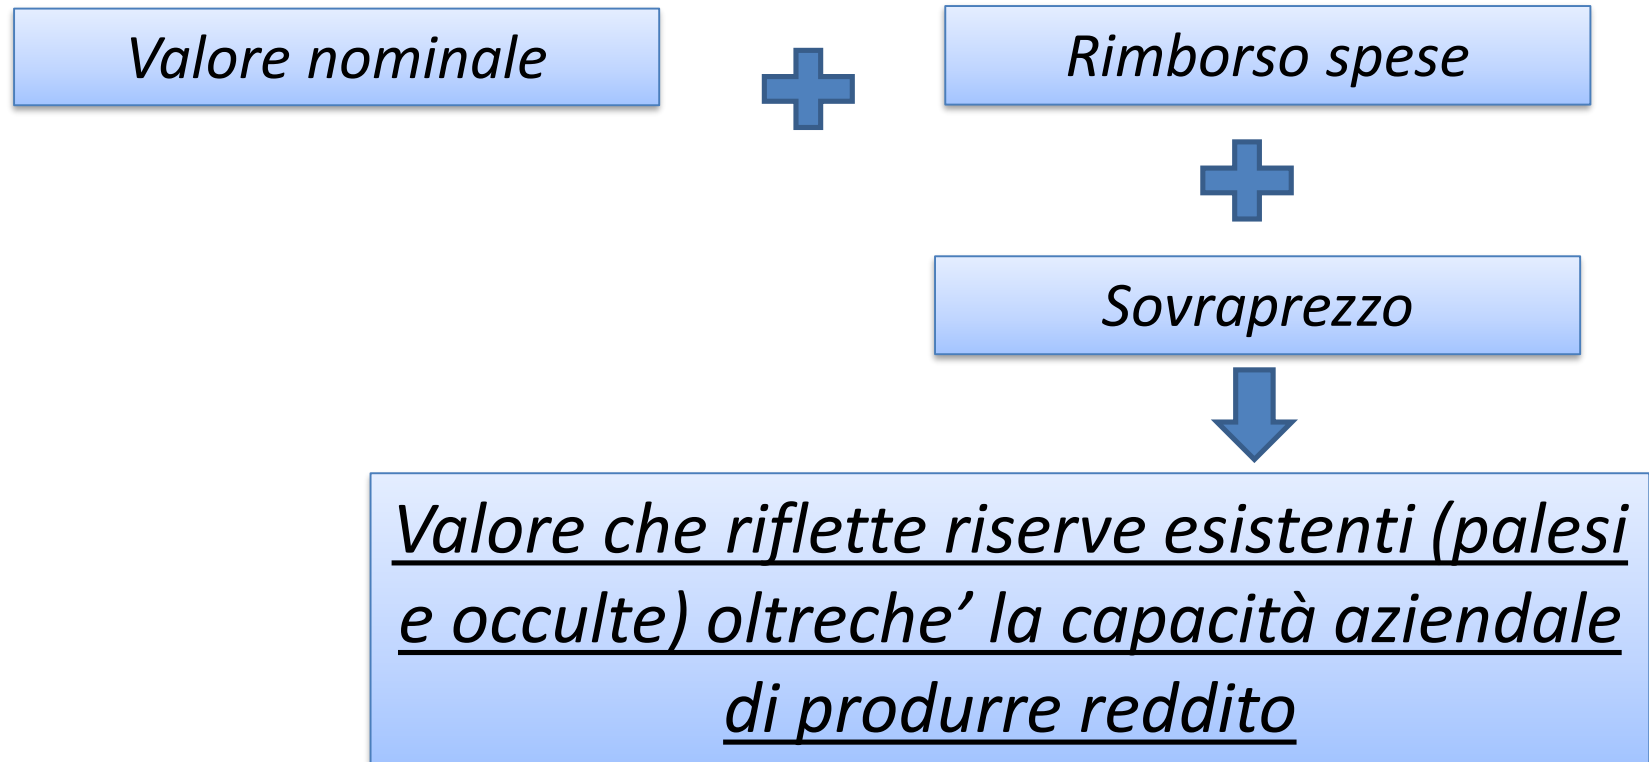 Valore nominale
Rimborso spese
Sovraprezzo
Valore che riflette riserve esistenti (palesi
e occulte) oltreche’ la capacità aziendale
di produrre reddito